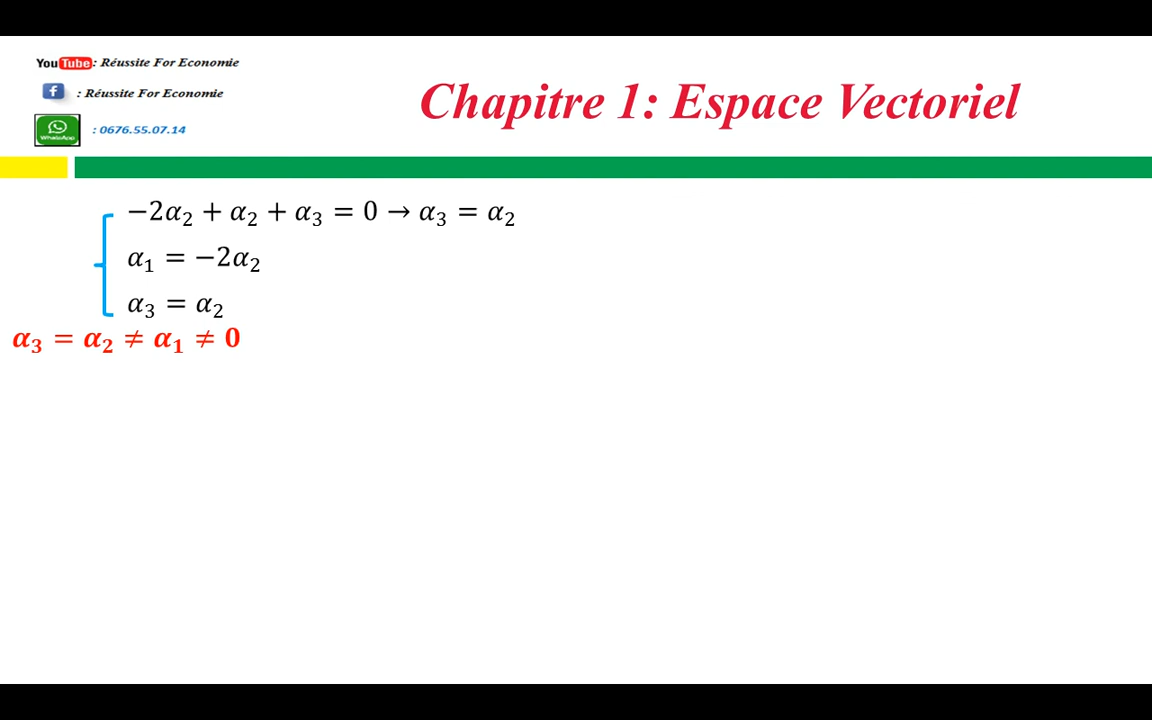 YouTube : Réussite For Economie
f : Réussite For Economie
WhatsApp : 0676.55.07.14
Chapitre 1: Espace Vectoriel
−2α₂ + α₂ + α₃ = 0 → α₃ = α₂
α₁ = −2α₂
α₃ = α₂
α₃ = α₂ ≠ α₁ ≠ 0